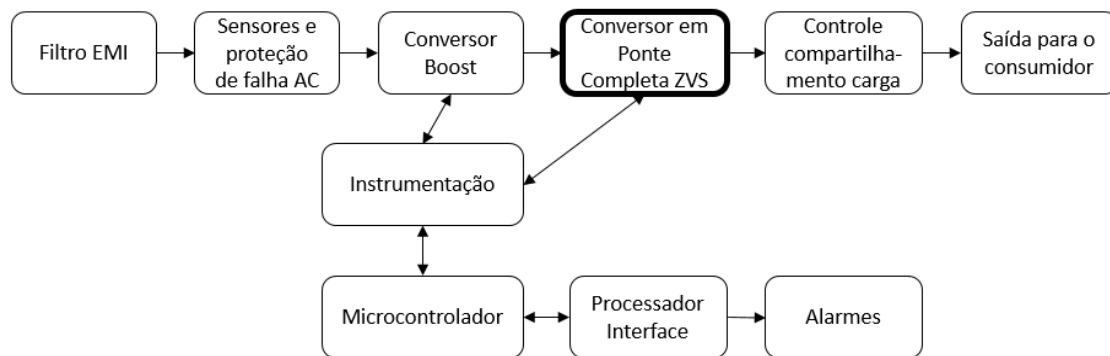 Filtro EMI
Sensores e
proteção
de falha AC
Conversor
Boost
Conversor em
Ponte
Completa ZVS
Controle
compartilha-
mento carga
Saída para o
consumidor
Instrumentação
Microcontrolador
Processador
Interface
Alarmes